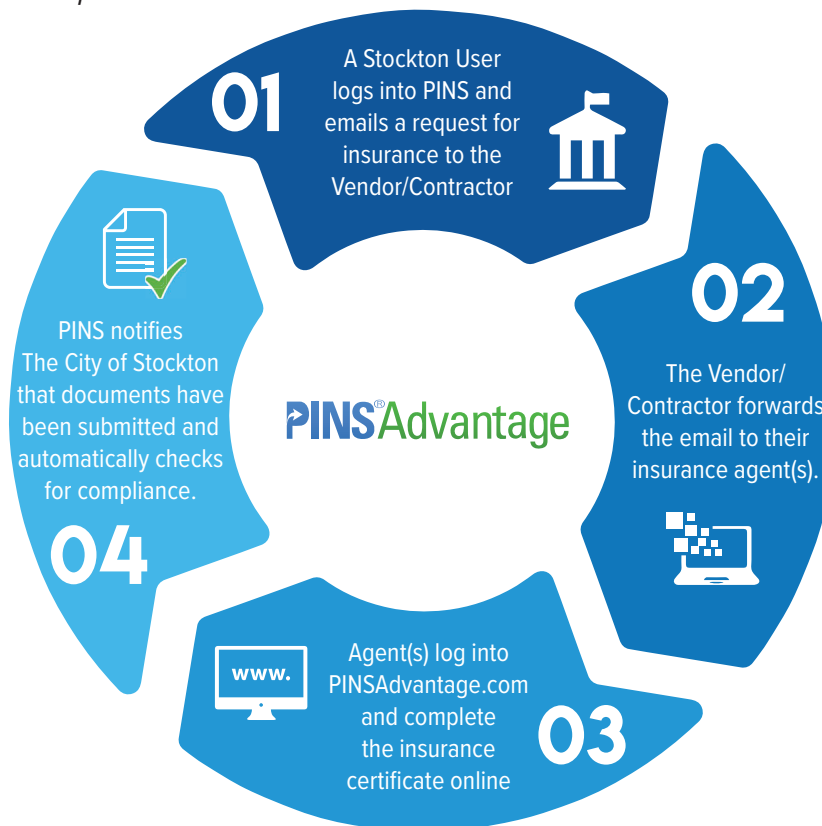 01
A Stockton User
logs into PINS and
emails a request for
insurance to the
Vendor/Contractor
02
The Vendor/
Contractor forwards
the email to their
insurance agent(s).
www.
Agent(s) log into
PINSAdvantage.com
and complete
the insurance
certificate online
03
PINS notifies
The City of Stockton
that documents have
been submitted and
automatically checks
for compliance.
04
PINS®Advantage